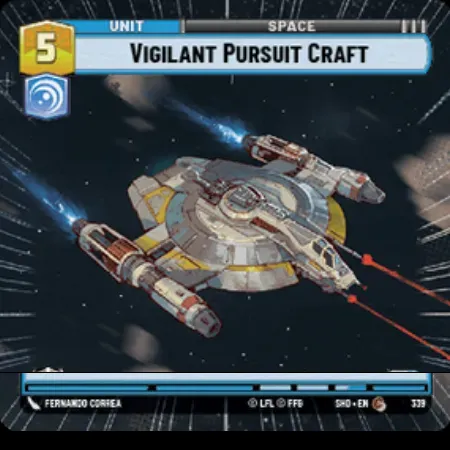 UNIT
SPACE
5
VIGILANT PURSUIT CRAFT
FERNANDO CORREA
© LFL © FFG
SHD • EN
339